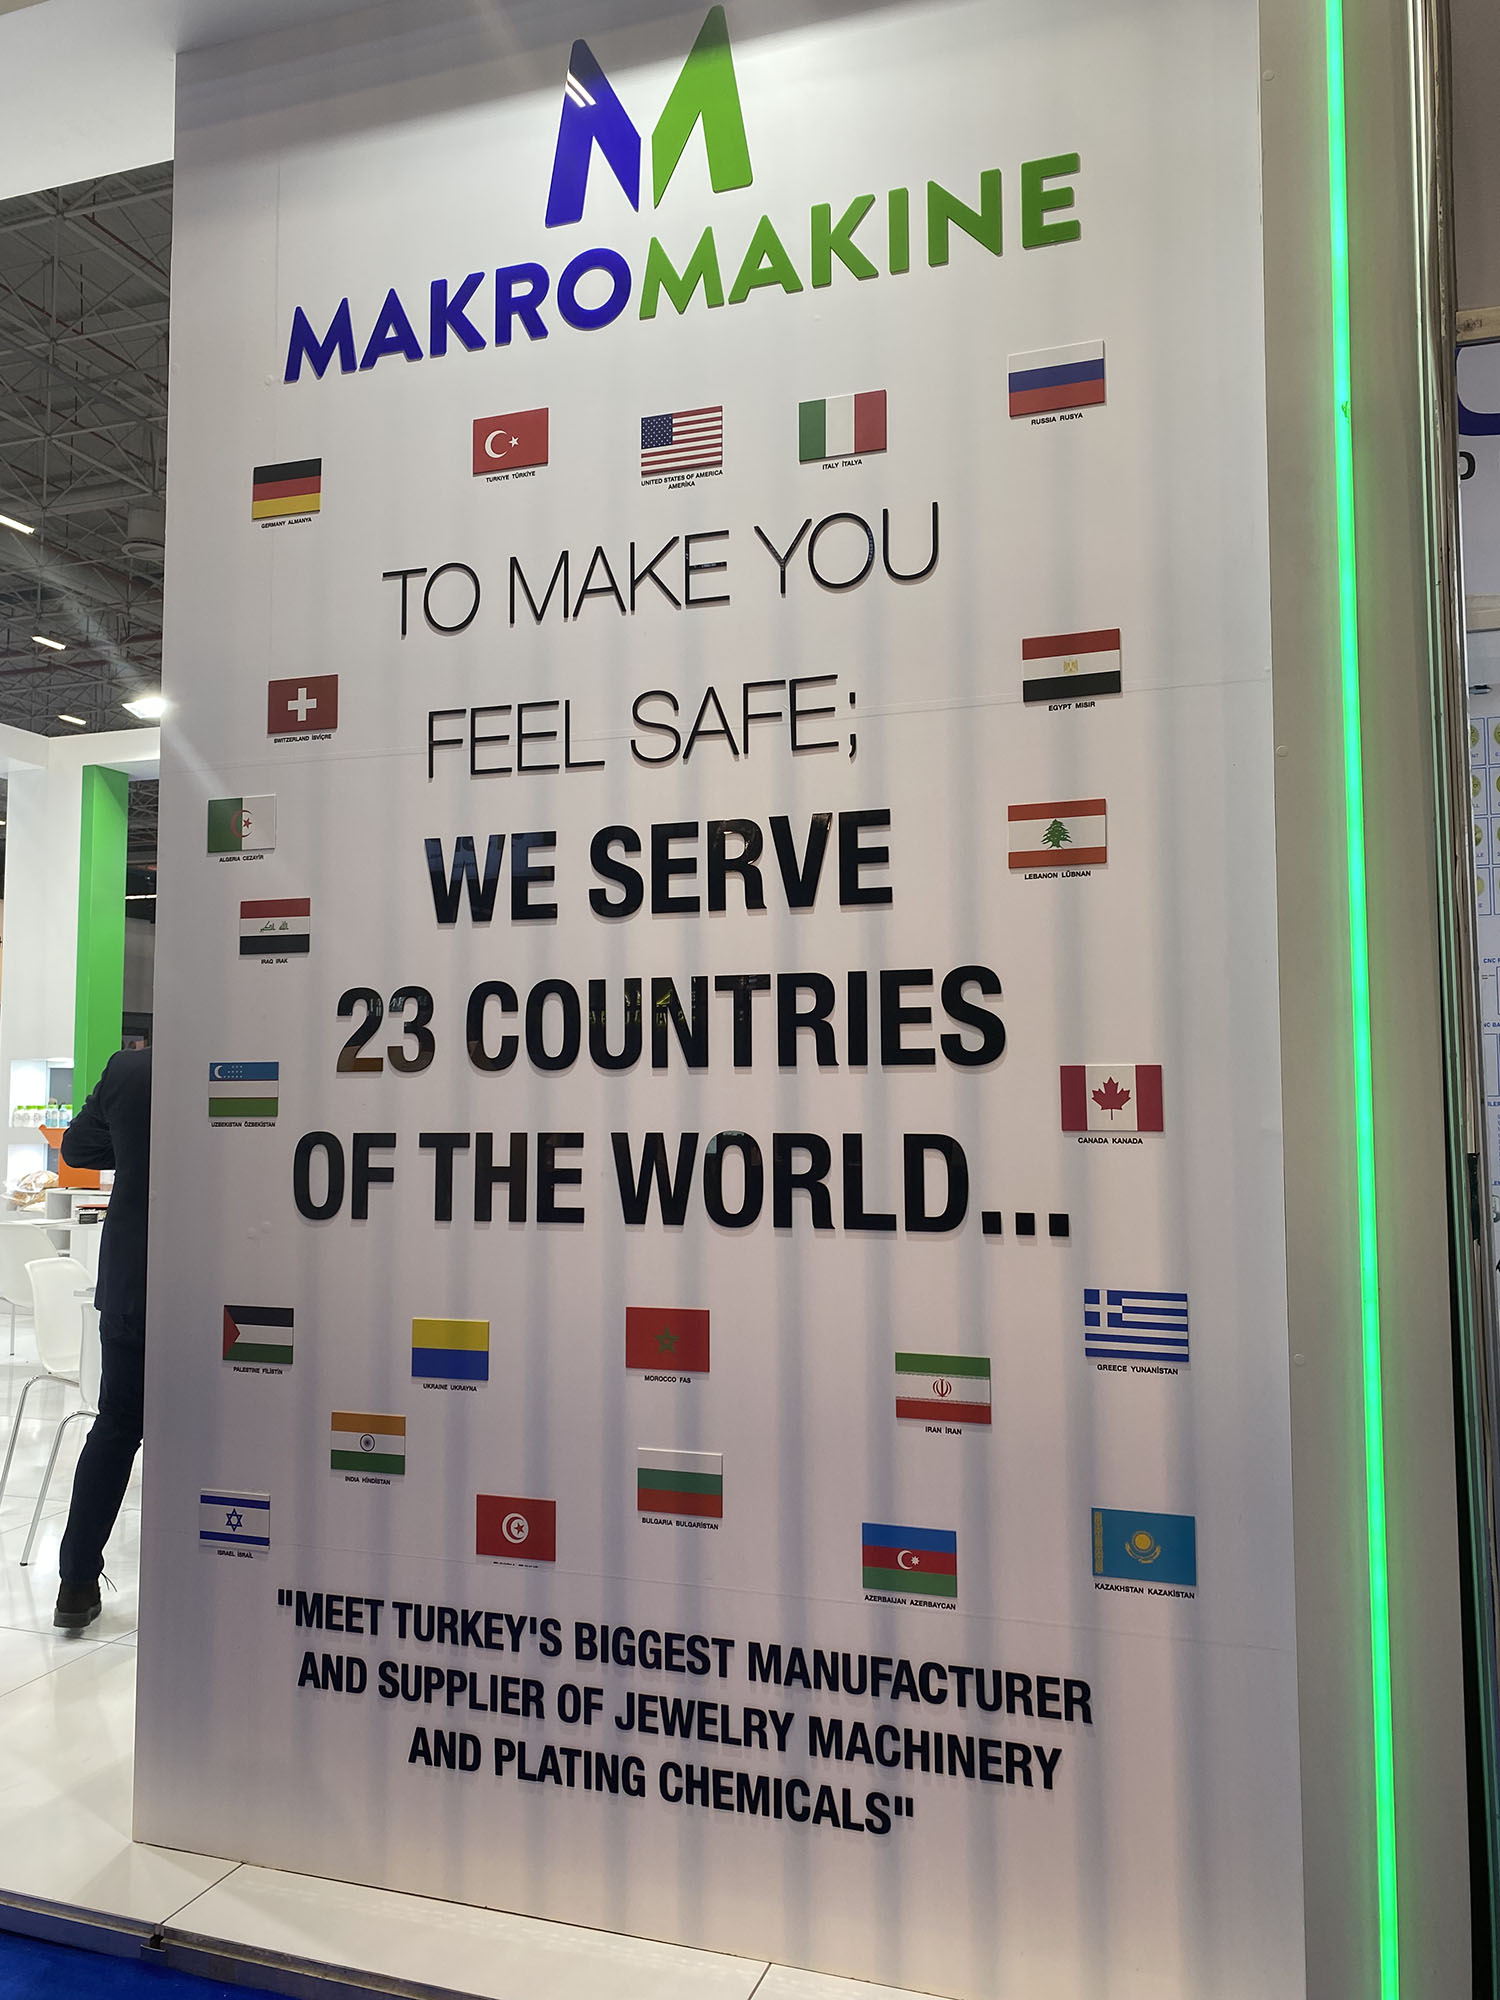 MAKROMAKINE
RUSSIA RUSYA
ITALY İTALYA
TURKIYE TÜRKİYE
UNITED STATES OF AMERICA
AMERİKA
GERMANY ALMANYA
TO MAKE YOU
EGYPT MISIR
FEEL SAFE;
SWITZERLAND İSVİÇRE
WE SERVE
ALGERIA CEZAYİR
LEBANON LÜBNAN
IRAQ IRAK
23 COUNTRIES
UZBEKISTAN ÖZBEKİSTAN
CANADA KANADA
OF THE WORLD...
PALESTINE FİLİSTİN
UKRAINE UKRAYNA
MOROCCO FAS
GREECE YUNANİSTAN
IRAN İRAN
INDIA HİNDİSTAN
BULGARIA BULGARİSTAN
ISRAEL İSRAİL
AZERBAIJAN AZERBAYCAN
KAZAKHSTAN KAZAKİSTAN
"MEET TURKEY'S BIGGEST MANUFACTURER
AND SUPPLIER OF JEWELRY MACHINERY
AND PLATING CHEMICALS"